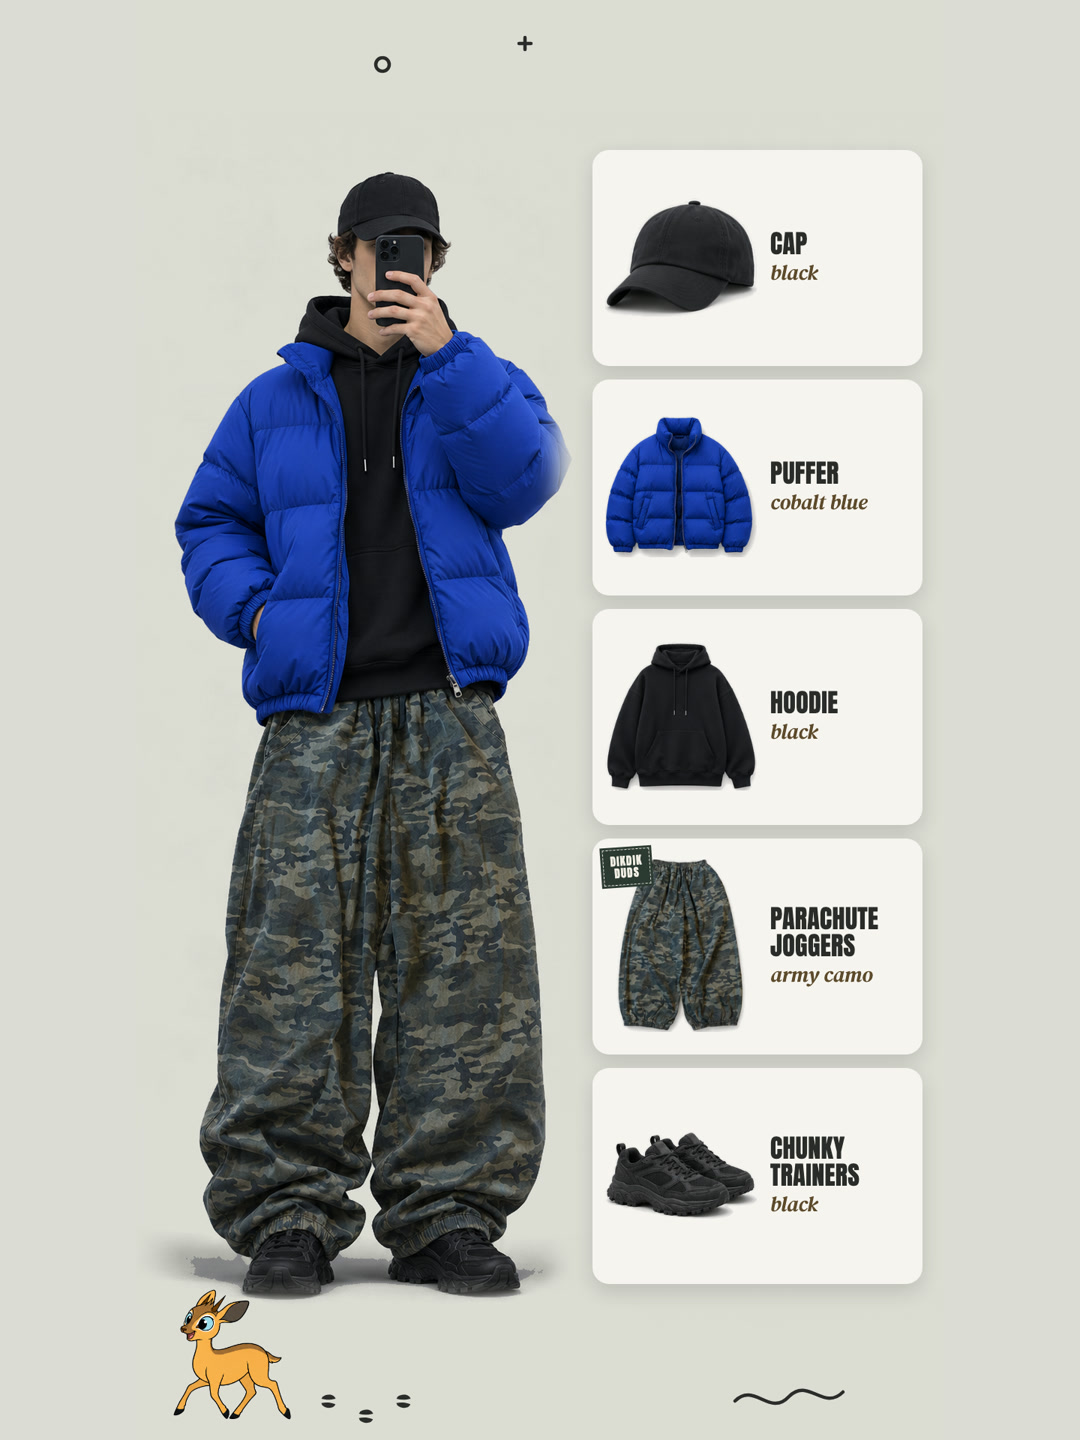 CAP
black
PUFFER
cobalt blue
HOODIE
black
DIKDIK
DUDS
PARACHUTE
JOGGERS
army camo
CHUNKY
TRAINERS
black